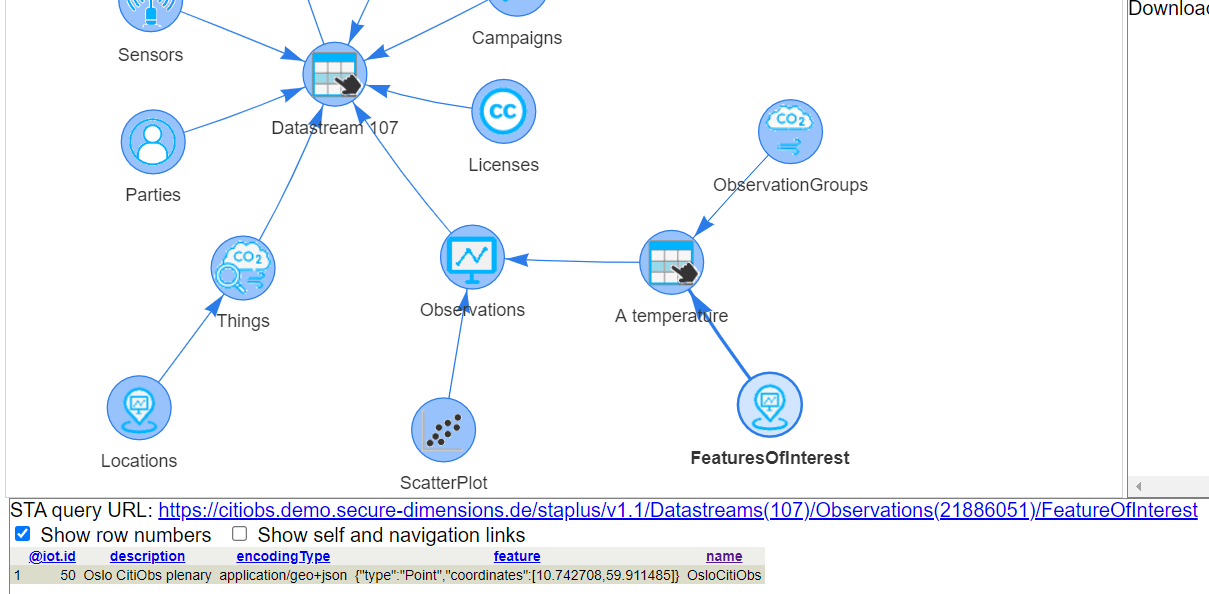 Download
Sensors
Campaigns
Datastream 107
Licenses
Parties
ObservationGroups
Things
Observations
A temperature
Locations
FeaturesOfInterest
ScatterPlot
STA query URL: https://citiobs.demo.secure-dimensions.de/staplus/v1.1/Datastreams(107)/Observations(21886051)/FeatureOfInterest
Show row numbers Show self and navigation links
@iot.id description encodingType feature name
1 50 Oslo CitiObs plenary application/geo+json {"type":"Point","coordinates":[10.742708,59.911485]} OsloCitiObs